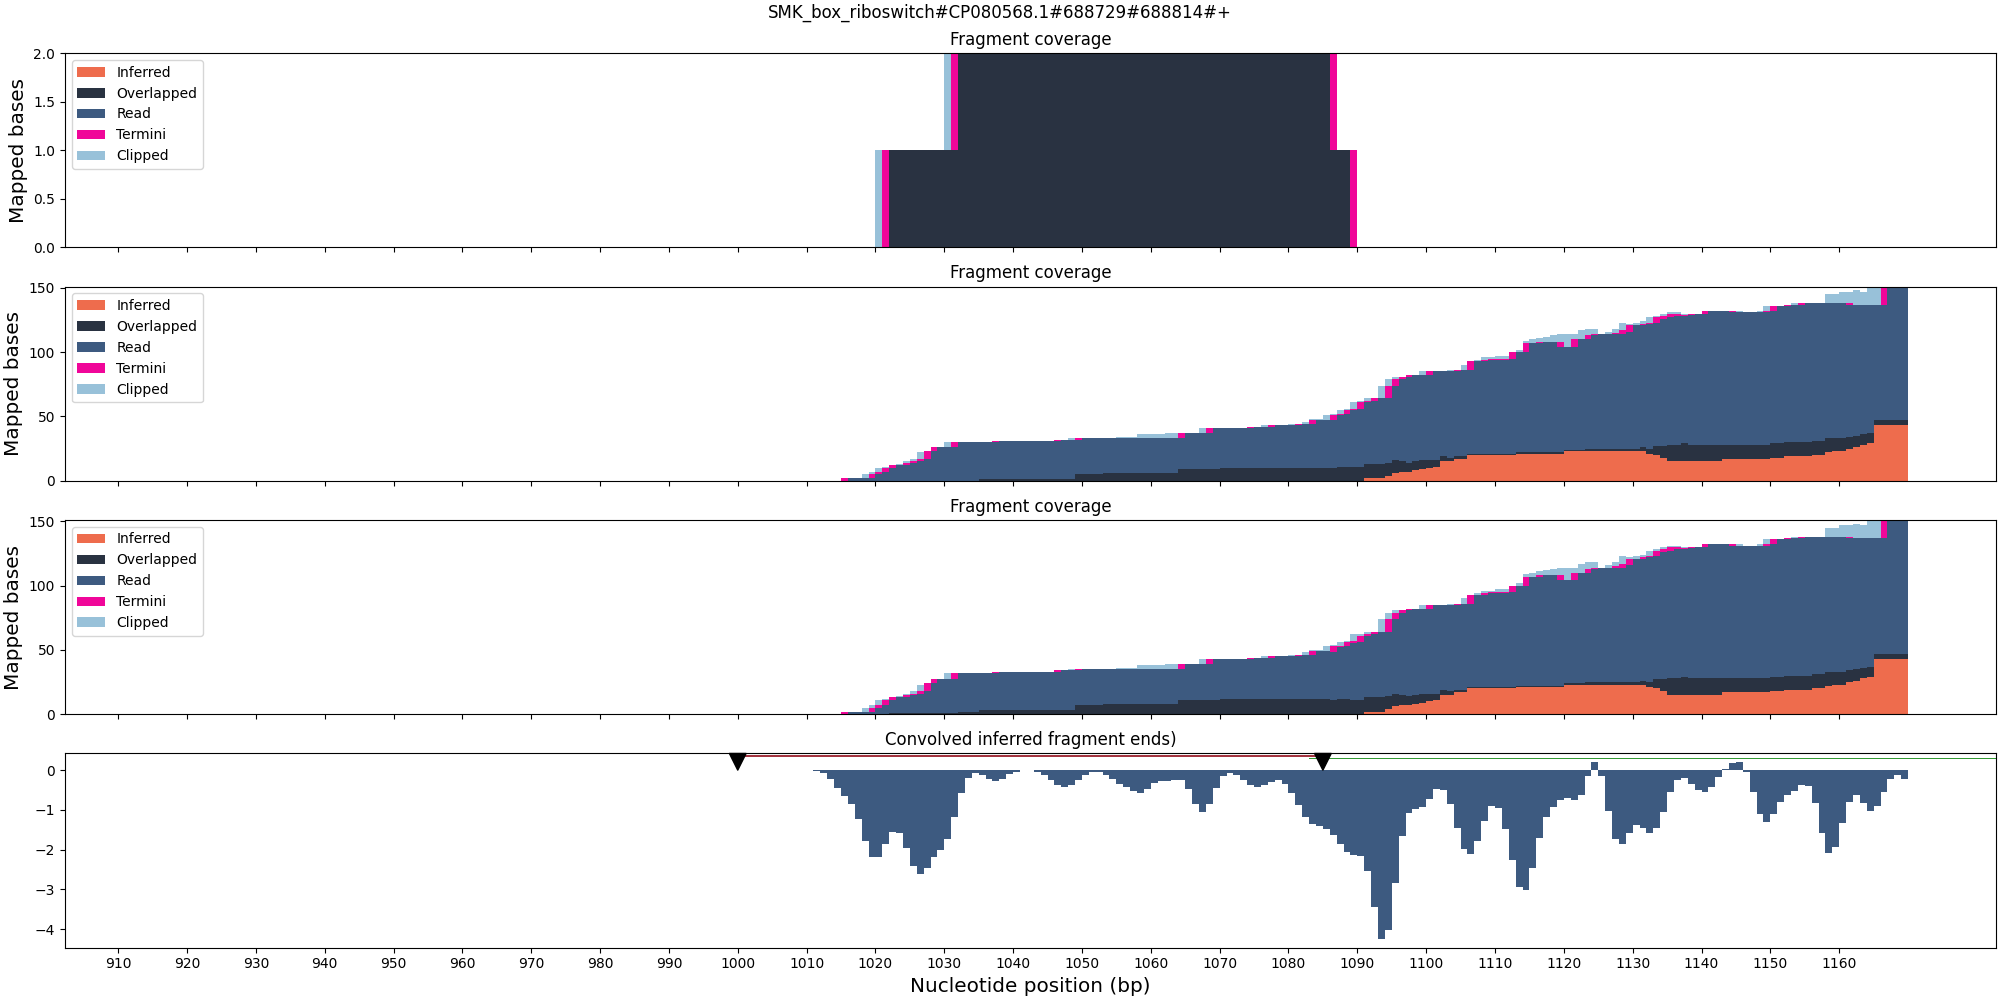 SMK_box_riboswitch#CP080568.1#688729#688814#+
Fragment coverage
Mapped bases
2.0
1.5
1.0
0.5
0.0
Inferred
Overlapped
Read
Termini
Clipped
Fragment coverage
Mapped bases
150
100
50
0
Inferred
Overlapped
Read
Termini
Clipped
Fragment coverage
Mapped bases
150
100
50
0
Inferred
Overlapped
Read
Termini
Clipped
Convolved inferred fragment ends)
0
−1
−2
−3
−4
910 920 930 940 950 960 970 980 990 1000 1010 1020 1030 1040 1050 1060 1070 1080 1090 1100 1110 1120 1130 1140 1150 1160
Nucleotide position (bp)